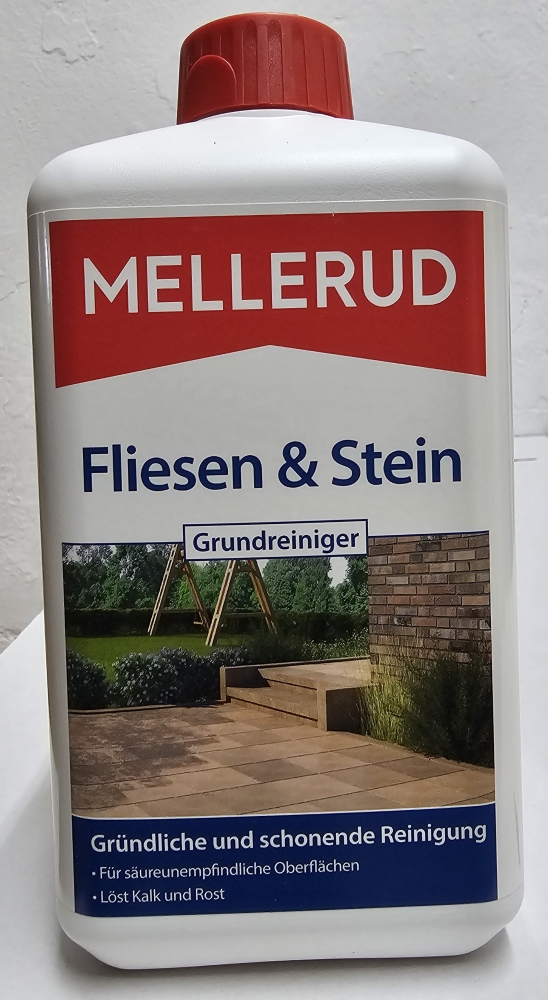 MELLERUD
Fliesen & Stein
Grundreiniger
Gründliche und schonende Reinigung
• Für säureunempfindliche Oberflächen
• Löst Kalk und Rost